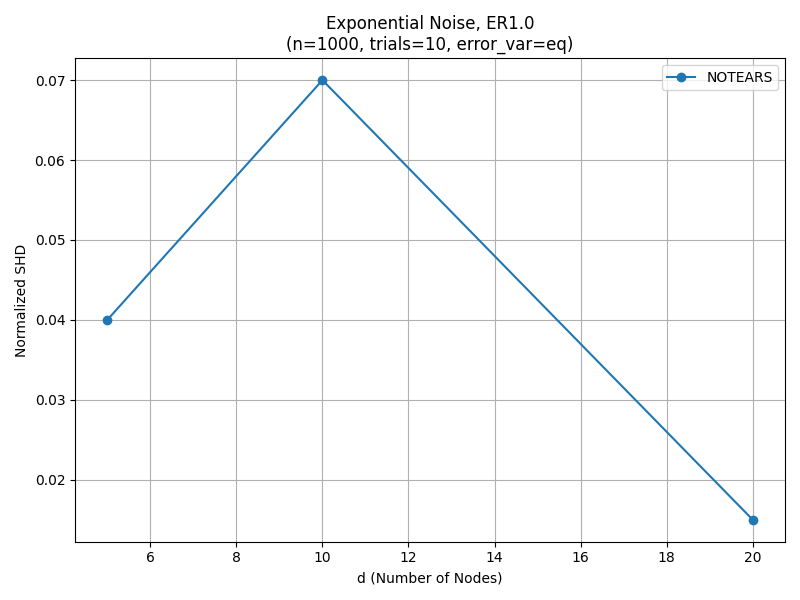 Exponential Noise, ER1.0
(n=1000, trials=10, error_var=eq)
NOTEARS
0.07
0.06
0.05
0.04
0.03
0.02
Normalized SHD
6 8 10 12 14 16 18 20
d (Number of Nodes)